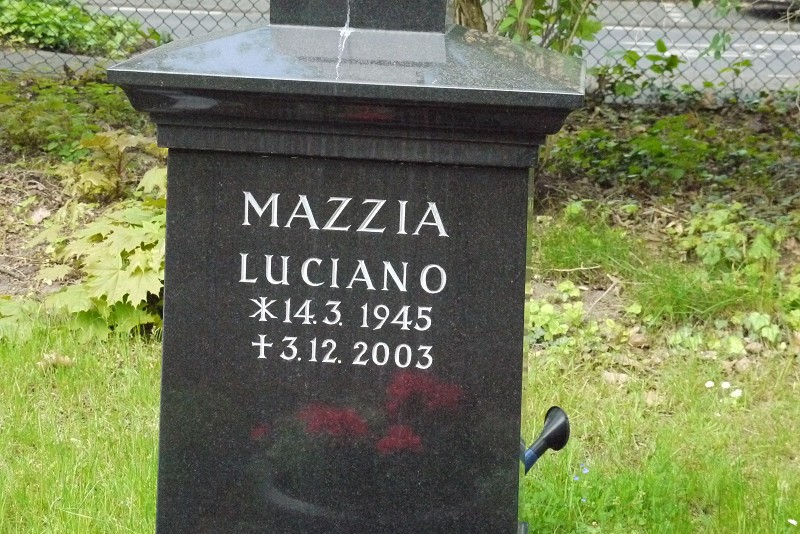 MAZZIA
LUCIANO
*14.3.1945
†3.12.2003